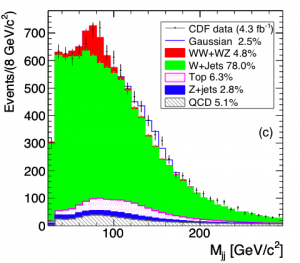 CDF data (4.3 fb⁻¹)
Gaussian 2.5%
WW+WZ 4.8%
W+Jets 78.0%
Top 6.3%
Z+jets 2.8%
QCD 5.1%
(c)
Events/(8 GeV/c²)
700
600
500
400
300
200
100
0
100
200
M_jj [GeV/c²]